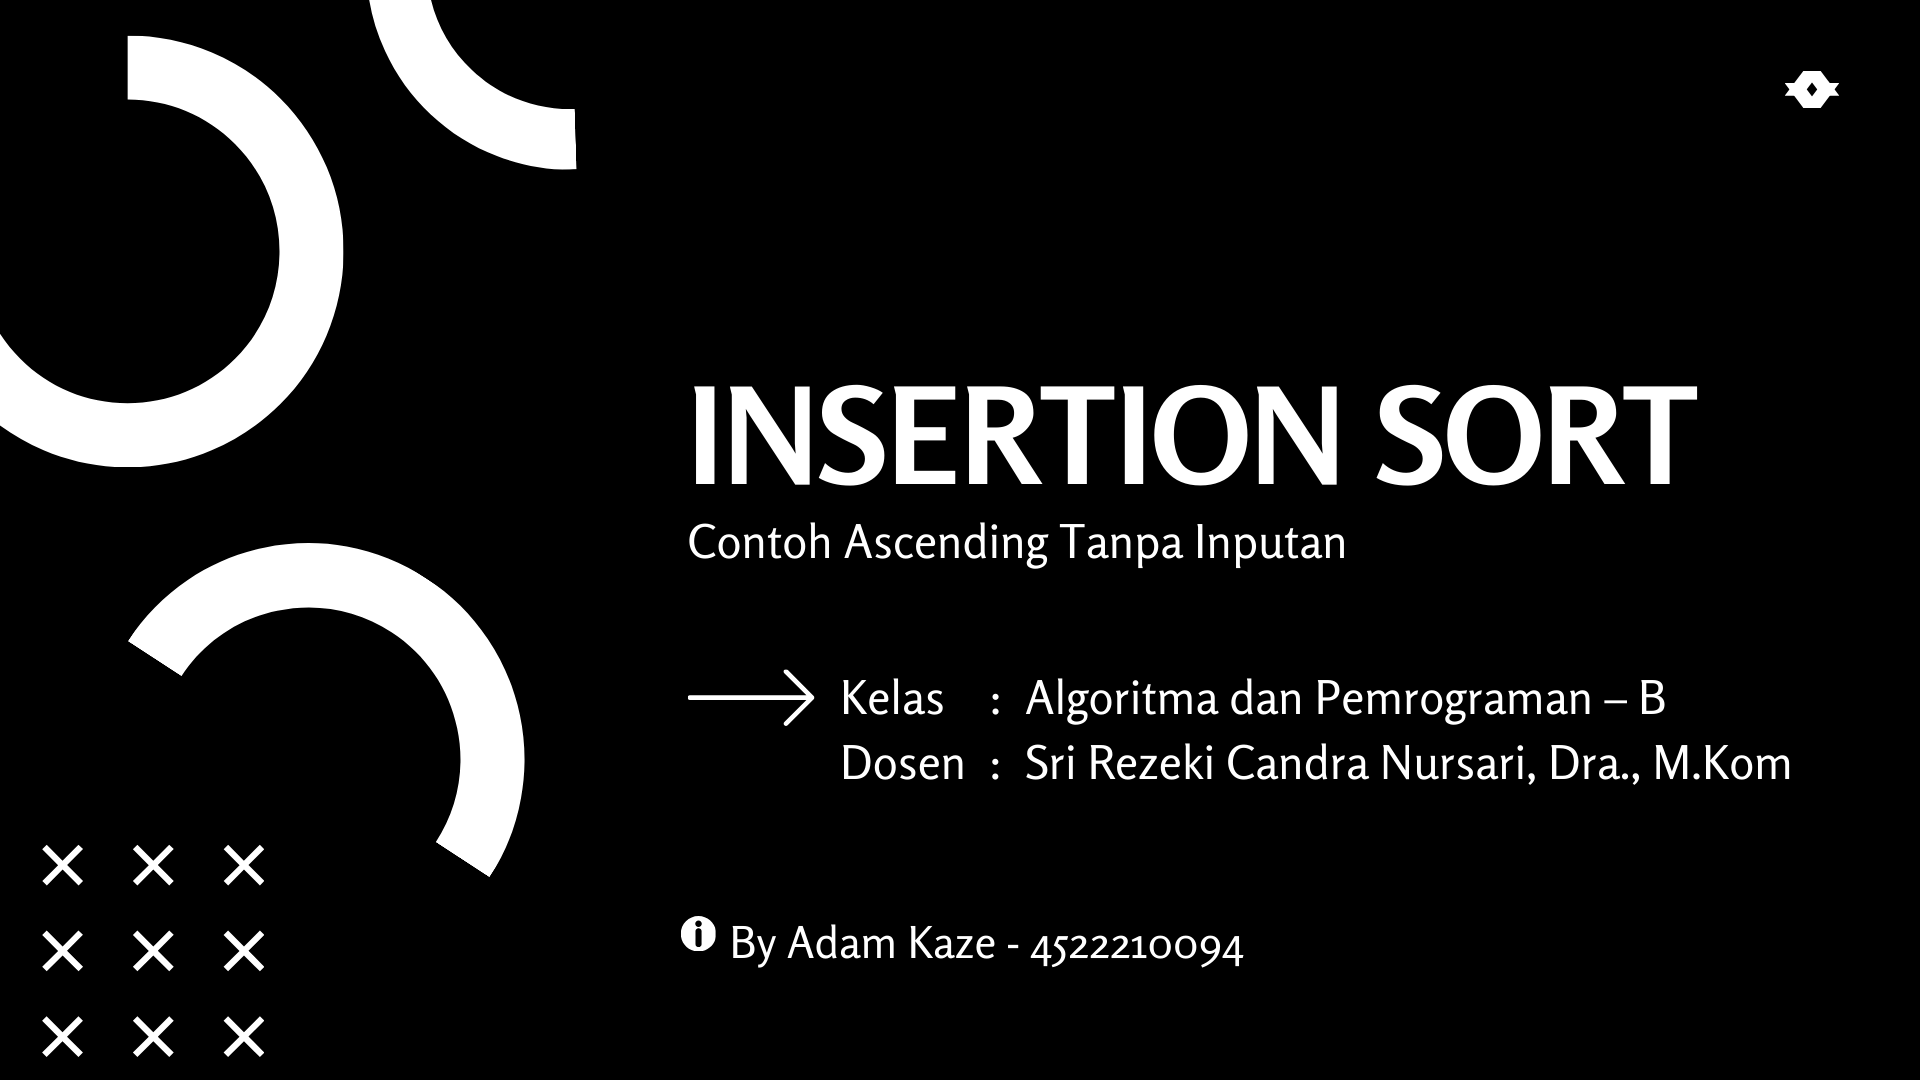 INSERTION SORT
Contoh Ascending Tanpa Inputan
Kelas : Algoritma dan Pemrograman – B
Dosen : Sri Rezeki Candra Nursari, Dra., M.Kom
By Adam Kaze - 4522210094